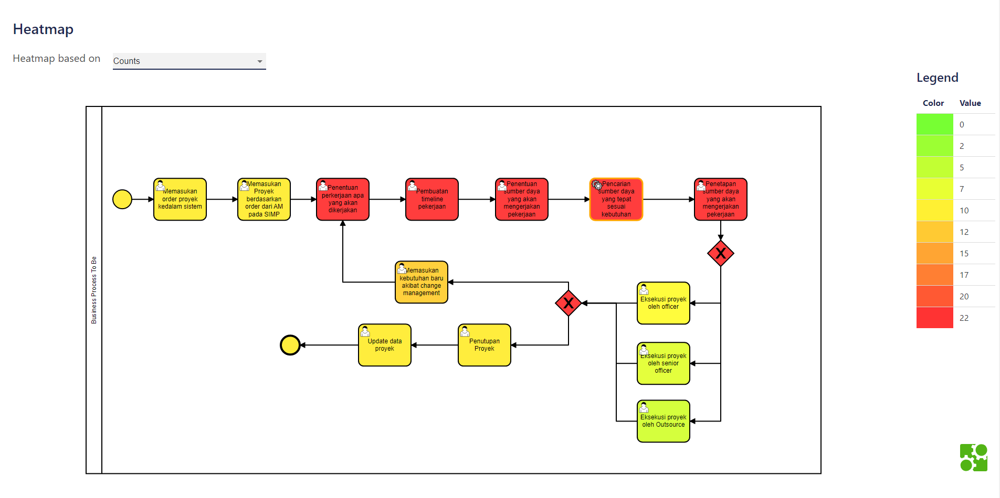 Heatmap
Heatmap based on
Counts
Legend
Color Value
0
2
5
7
10
12
15
17
20
22
Business Process To Be
Memasukan
order proyek
kedalam sistem
Memasukan
Proyek
berdasarkan
order dari AM
pada SIMP
Penentuan
perkerjaan apa
yang akan
dikerjakan
Pembuatan
timeline
pekerjaan
Penentuan
sumber daya
yang akan
mengerjakan
pekerjaan
Pencarian
sumber daya
yang tepat
sesuai
kebutuhan
Penetapan
sumber daya
yang akan
mengerjakan
pekerjaan
X
Memasukan
kebutuhan baru
akibat change
management
X
Eksekusi proyek
oleh officer
Update data
proyek
Penutupan
Proyek
Eksekusi proyek
oleh senior
officer
Eksekusi proyek
oleh Outsource